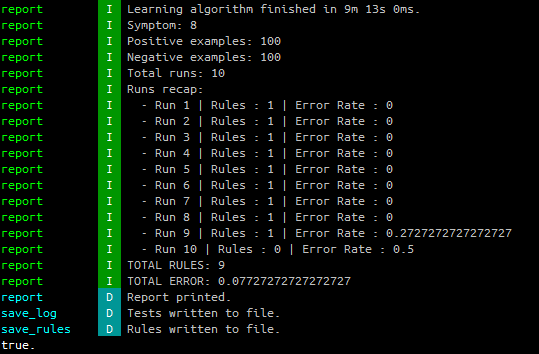 report I Learning algorithm finished in 9m 13s 0ms.
report I Symptom: 8
report I Positive examples: 100
report I Negative examples: 100
report I Total runs: 10
report I Runs recap:
report I - Run 1 | Rules : 1 | Error Rate : 0
report I - Run 2 | Rules : 1 | Error Rate : 0
report I - Run 3 | Rules : 1 | Error Rate : 0
report I - Run 4 | Rules : 1 | Error Rate : 0
report I - Run 5 | Rules : 1 | Error Rate : 0
report I - Run 6 | Rules : 1 | Error Rate : 0
report I - Run 7 | Rules : 1 | Error Rate : 0
report I - Run 8 | Rules : 1 | Error Rate : 0
report I - Run 9 | Rules : 1 | Error Rate : 0.2727272727272727
report I - Run 10 | Rules : 0 | Error Rate : 0.5
report I TOTAL RULES: 9
report I TOTAL ERROR: 0.07727272727272727
report D Report printed.
save_log D Tests written to file.
save_rules D Rules written to file.
true.